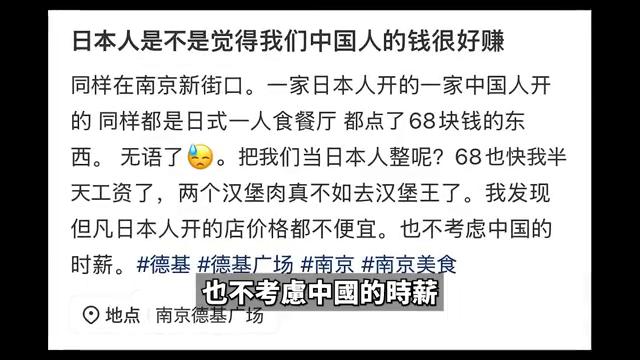 日本人是不是觉得我们中国人的钱很好赚
同样在南京新街口。一家日本人开的一家中国人开
的 同样都是日式一人食餐厅 都点了68块钱的东
西。 无语了😓。把我们当日本人整呢？68也快我半
天工资了，两个汉堡肉真不如去汉堡王了。我发现
但凡日本人开的店价格都不便宜。也不考虑中国的
时薪。#德基 #德基广场 #南京 #南京美食
也不考慮中國的時薪
地点 南京德基广场